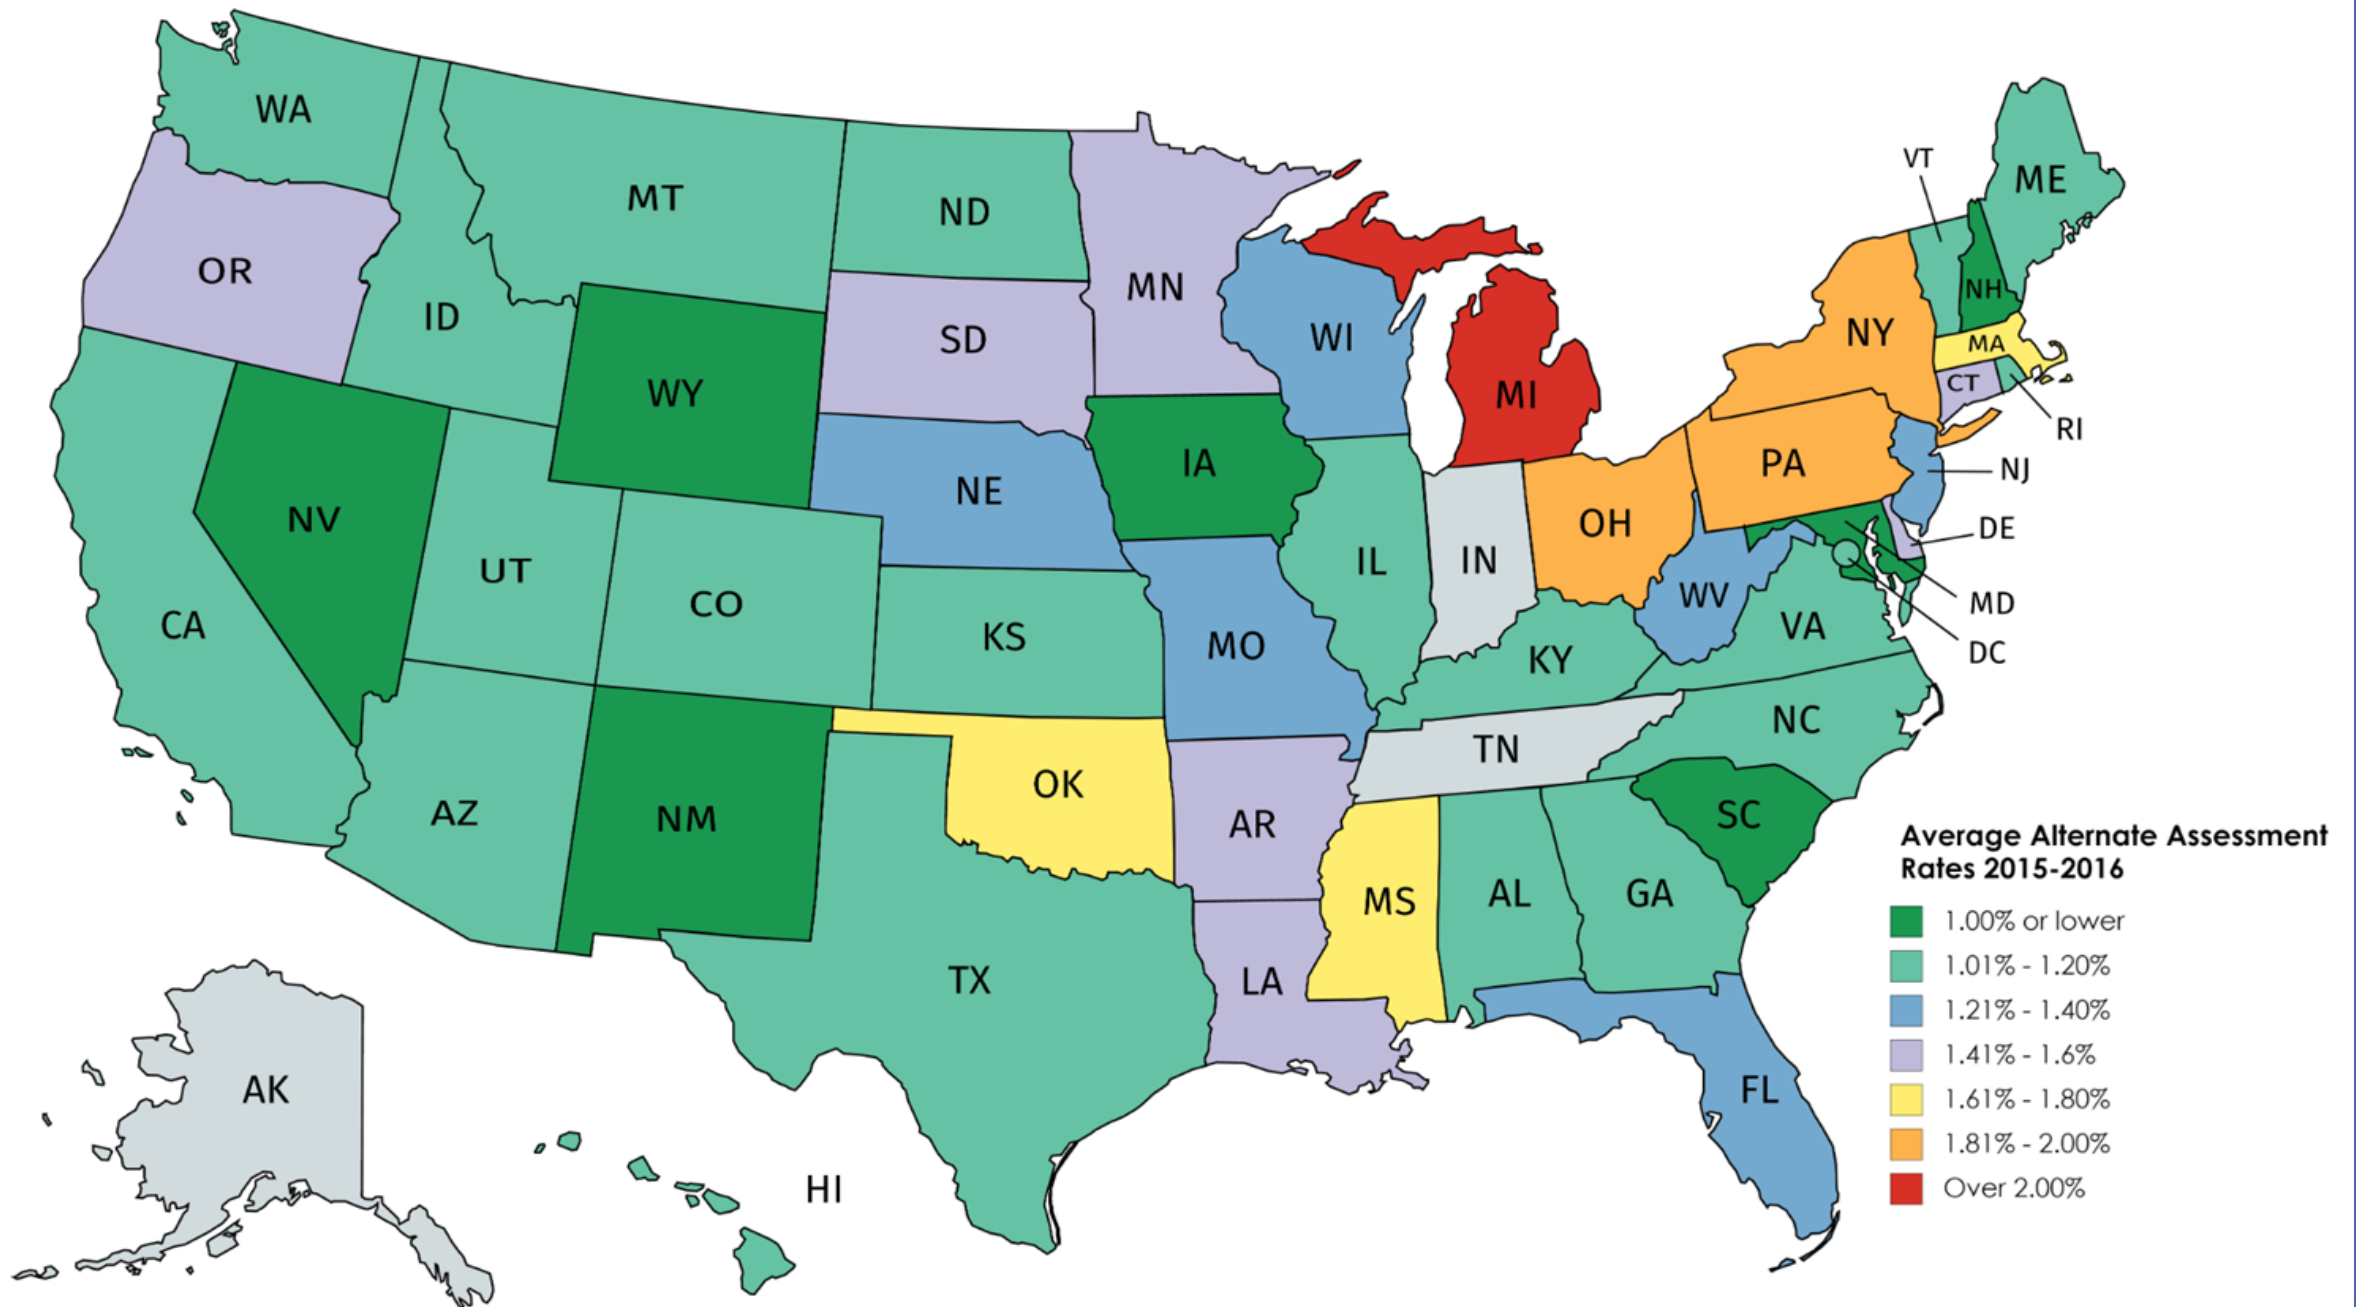 WA
MT
ND
VT
ME
OR
ID
MN
SD
WI
NH
NY
MA
WY
MI
CT
RI
IA
PA
NE
NJ
NV
OH
DE
UT
IL
IN
CO
WV
MD
CA
KS
MO
VA
DC
KY
NC
TN
AZ
NM
OK
AR
SC
MS
AL
GA
TX
LA
AK
FL
HI
Average Alternate Assessment
Rates 2015-2016
1.00% or lower
1.01% - 1.20%
1.21% - 1.40%
1.41% - 1.6%
1.61% - 1.80%
1.81% - 2.00%
Over 2.00%